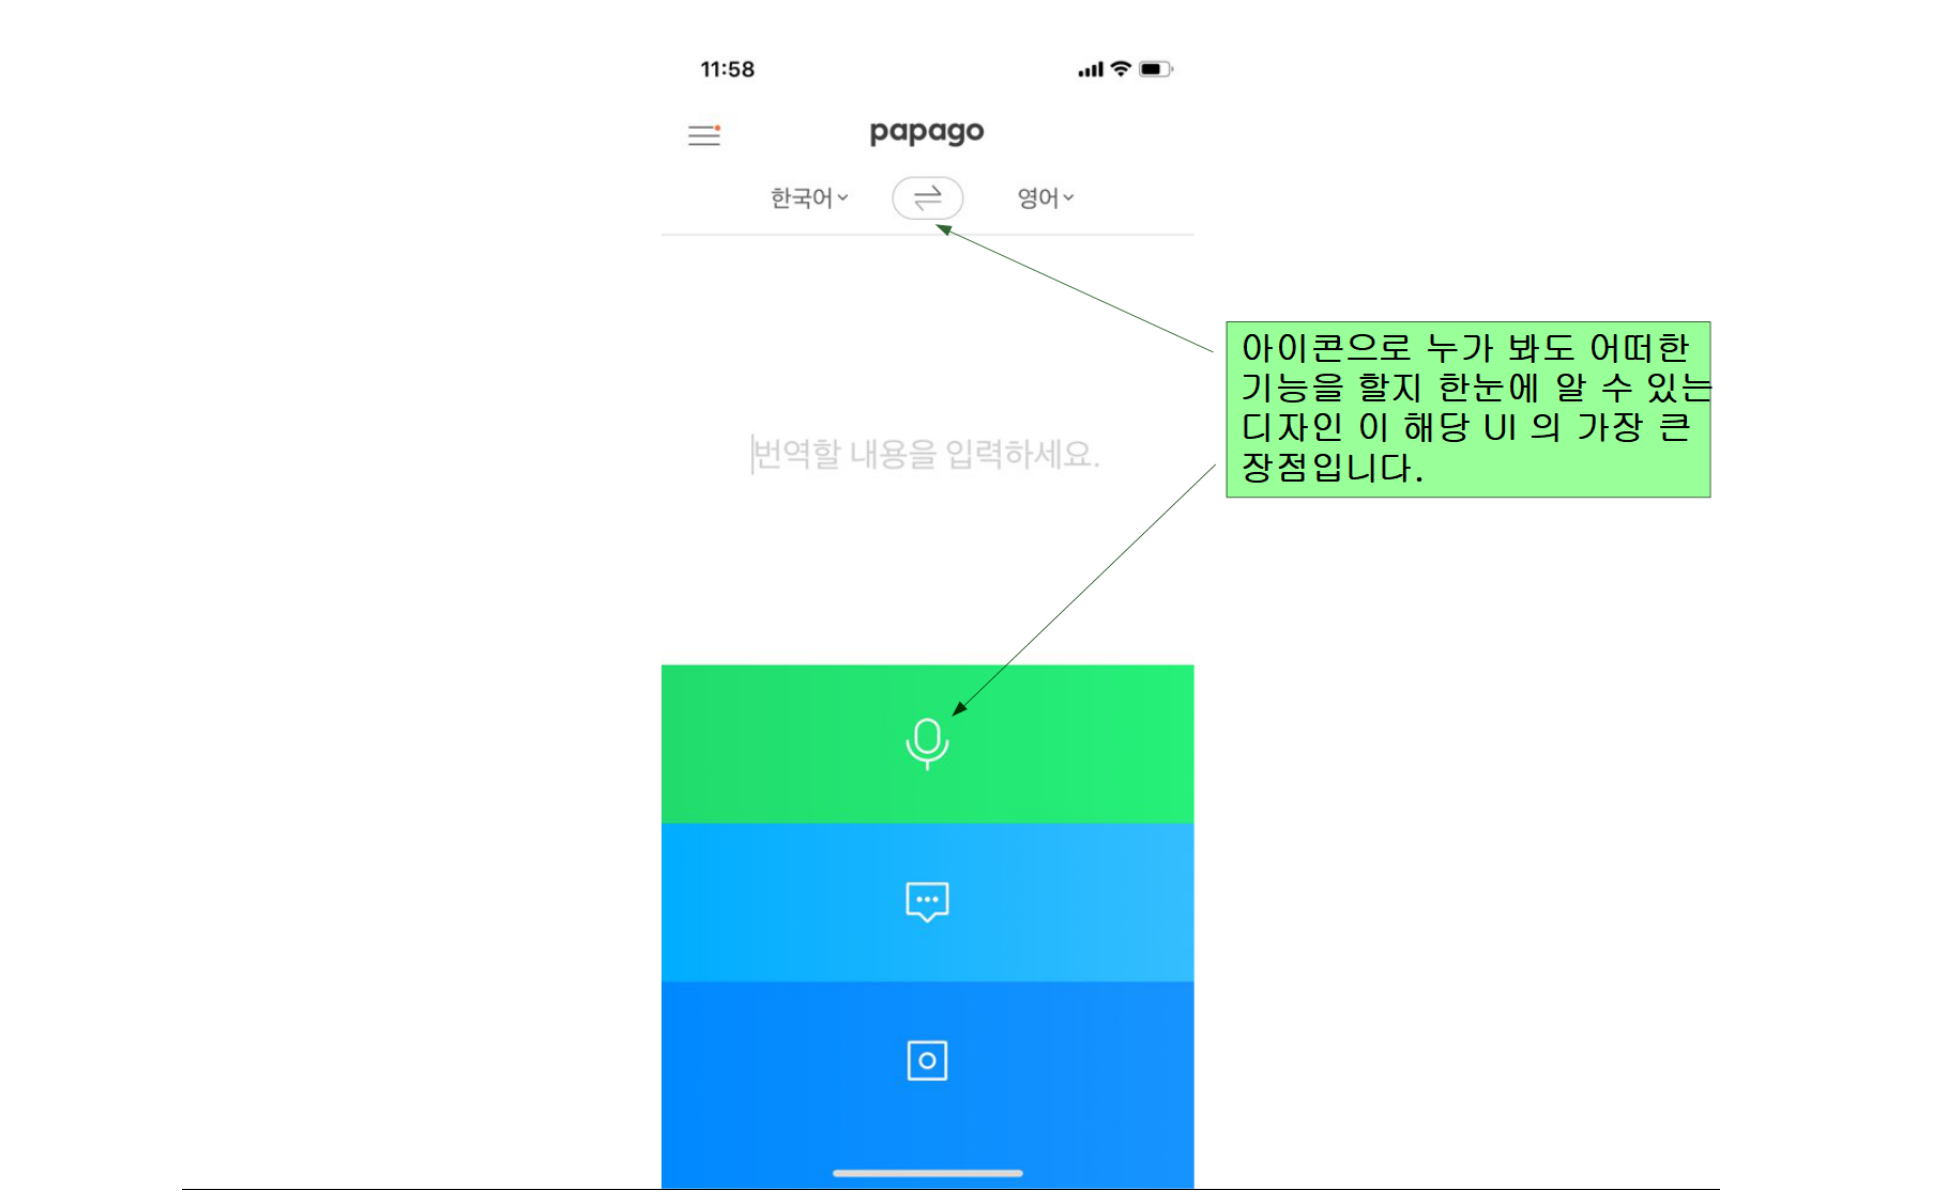 11:58
papago
한국어
영어
아이콘으로 누가 봐도 어떠한
기능을 할지 한눈에 알 수 있는
디자인 이 해당 UI 의 가장 큰
장점입니다.
번역할 내용을 입력하세요.